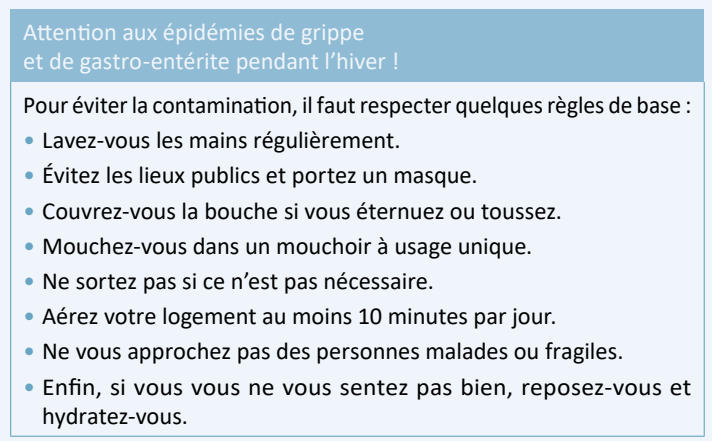 Attention aux épidémies de grippe
et de gastro-entérite pendant l’hiver !
Pour éviter la contamination, il faut respecter quelques règles de base :
• Lavez-vous les mains régulièrement.
• Évitez les lieux publics et portez un masque.
• Couvrez-vous la bouche si vous éternuez ou toussez.
• Mouchez-vous dans un mouchoir à usage unique.
• Ne sortez pas si ce n’est pas nécessaire.
• Aérez votre logement au moins 10 minutes par jour.
• Ne vous approchez pas des personnes malades ou fragiles.
• Enfin, si vous vous ne vous sentez pas bien, reposez-vous et
hydratez-vous.